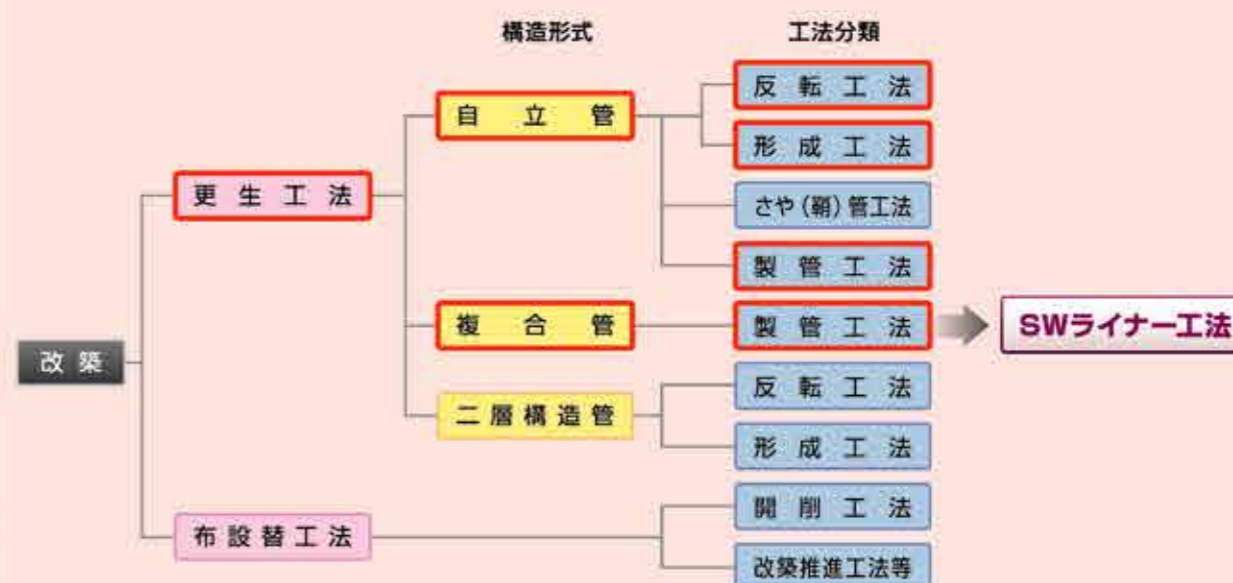 構造形式
工法分類
反転工法
自立管
形成工法
更生工法
さや（鞘）管工法
製管工法
複合管
製管工法
SWライナー工法
改築
反転工法
二層構造管
形成工法
開削工法
布設替工法
改築推進工法等